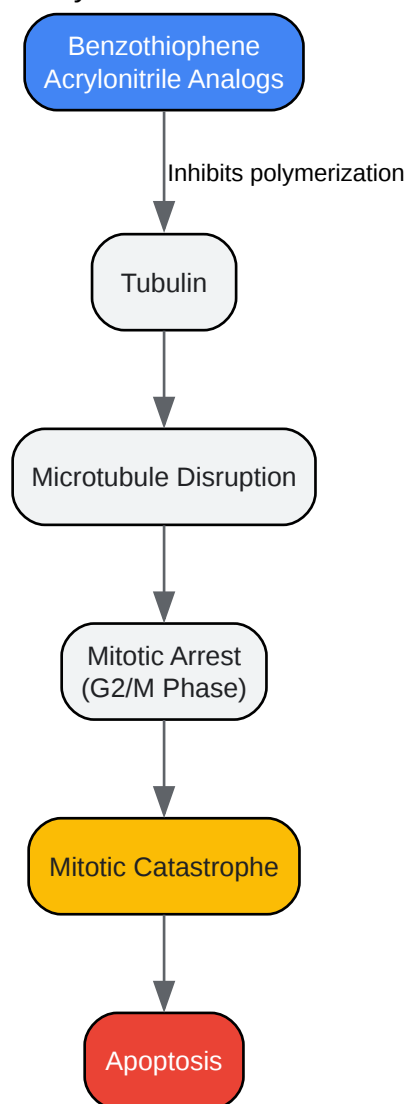 Benzothiophene
Acrylonitrile Analogs
Inhibits polymerization
Tubulin
Microtubule Disruption
Mitotic Arrest
(G2/M Phase)
Mitotic Catastrophe
Apoptosis